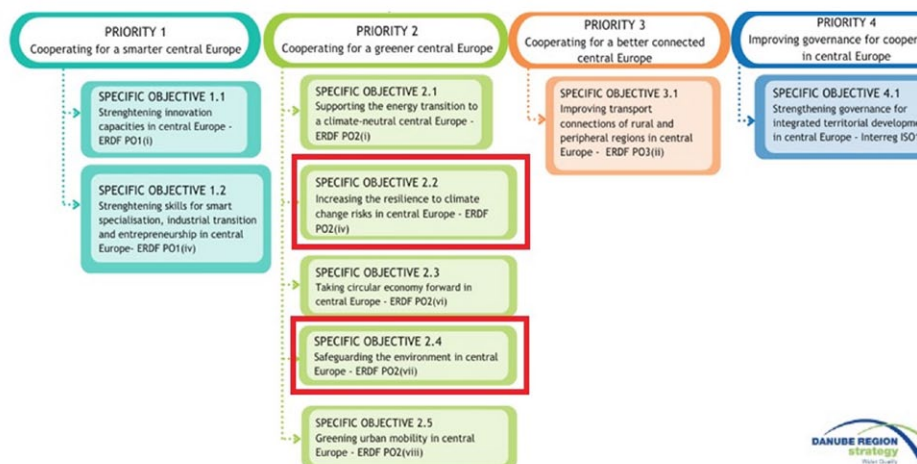 PRIORITY 1
Cooperating for a smarter central Europe
SPECIFIC OBJECTIVE 1.1
Strenghtening innovation
capacities in central Europe -
ERDF PO1(i)
SPECIFIC OBJECTIVE 1.2
Strenghtening skills for smart
specialisation, industrial transition
and entrepreneurship in central
Europe- ERDF PO1(iv)
PRIORITY 2
Cooperating for a greener central Europe
SPECIFIC OBJECTIVE 2.1
Supporting the energy transition to
a climate-neutral central Europe -
ERDF PO2(i)
SPECIFIC OBJECTIVE 2.2
Increasing the resilience to climate
change risks in central Europe - ERDF
PO2(iv)
SPECIFIC OBJECTIVE 2.3
Taking circular economy forward in
central Europe - ERDF PO2(vi)
SPECIFIC OBJECTIVE 2.4
Safeguarding the environment in central
Europe - ERDF PO2(vii)
SPECIFIC OBJECTIVE 2.5
Greening urban mobility in central
Europe - ERDF PO2(viii)
PRIORITY 3
Cooperating for a better connected
central Europe
SPECIFIC OBJECTIVE 3.1
Improving transport
connections of rural and
peripheral regions in central
Europe - ERDF PO3(ii)
PRIORITY 4
Improving governance for cooper
in central Europe
SPECIFIC OBJECTIVE 4.1
Strengthening governance for
integrated territorial developm
in central Europe - Interreg ISO1
DANUBE REGION
strategy
Water Quality